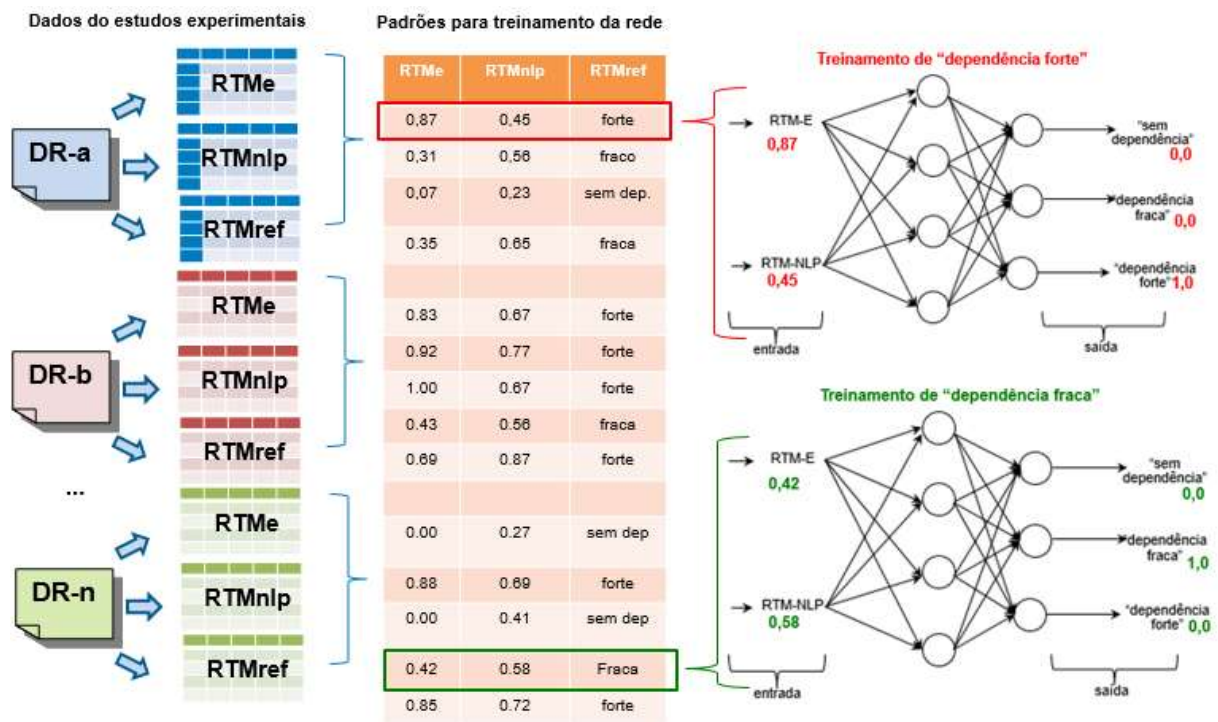 Dados do estudos experimentais
DR-a
RTMe
RTMnlp
RTMref
DR-b
RTMe
RTMnlp
RTMref
...
DR-n
RTMe
RTMnlp
RTMref
Padrões para treinamento da rede
RTMe RTMnlp RTMref
0,87 0,45 forte
0.31 0.56 fraco
0,07 0,23 sem dep.
0.35 0.65 fraca
0.83 0.67 forte
0.92 0.77 forte
1.00 0.67 forte
0.43 0.56 fraca
0.69 0.87 forte
0.00 0.27 sem dep
0.88 0.69 forte
0.00 0.41 sem dep
0.42 0.58 Fraca
0.85 0.72 forte
Treinamento de “dependência forte”
RTM-E
0,87
RTM-NLP
0,45
entrada
“sem
dependência”
0,0
“dependência
fraca” 0,0
“dependência
forte” 1,0
saída
Treinamento de “dependência fraca”
RTM-E
0,42
RTM-NLP
0,58
entrada
“sem
dependência”
0,0
“dependência
fraca” 1,0
“dependência
forte” 0,0
saída